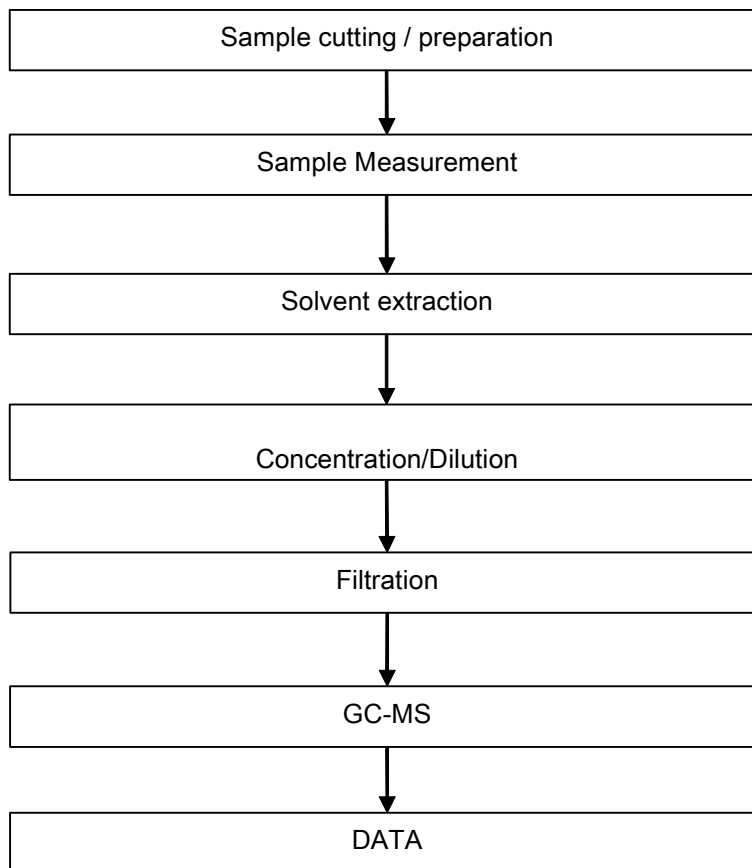 Sample cutting / preparation
Sample Measurement
Solvent extraction
Concentration/Dilution
Filtration
GC-MS
DATA